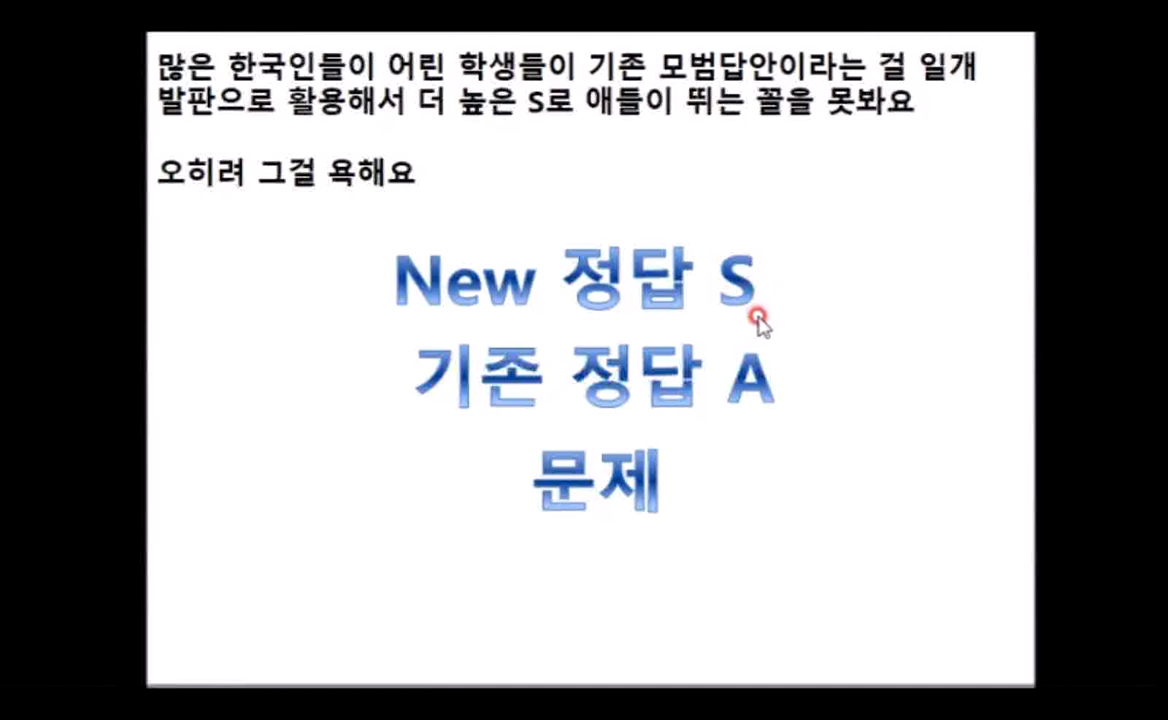 많은 한국인들이 어린 학생들이 기존 모범답안이라는 걸 일개
발판으로 활용해서 더 높은 S로 애들이 뛰는 꼴을 못봐요
오히려 그걸 욕해요
New 정답 S
기존 정답 A
문제